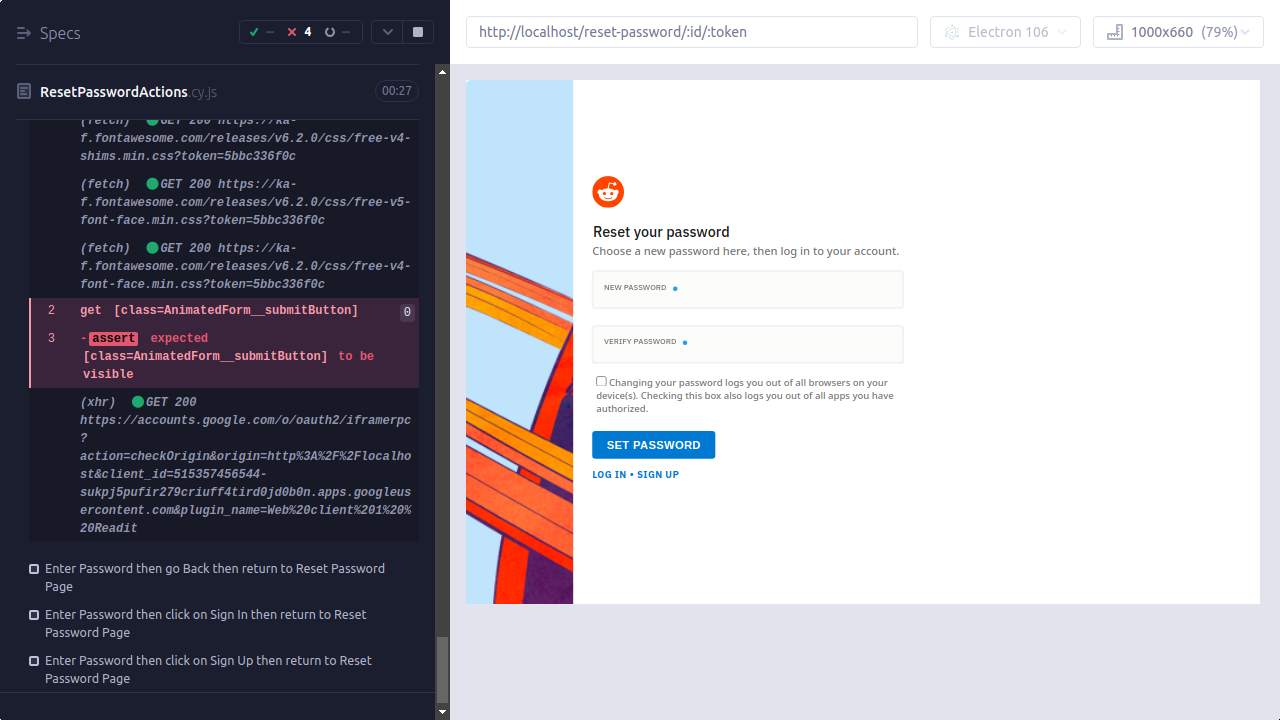 Specs
-- 4 --
ResetPasswordActions.cy.js
00:27
(fetch) GET 200 https://ka-
f.fontawesome.com/releases/v6.2.0/css/free-v4-
shims.min.css?token=5bbc336f0c
(fetch) GET 200 https://ka-
f.fontawesome.com/releases/v6.2.0/css/free-v5-
font-face.min.css?token=5bbc336f0c
(fetch) GET 200 https://ka-
f.fontawesome.com/releases/v6.2.0/css/free-v4-
font-face.min.css?token=5bbc336f0c
2 get [class=AnimatedForm__submitButton] 0
3 -assert expected
[class=AnimatedForm__submitButton] to be
visible
(xhr) GET 200
https://accounts.google.com/o/oauth2/iframerpc
?
action=checkOrigin&origin=http%3A%2F%2Flocalho
st&client_id=515357456544-
sukpj5pufir279criuff4tird0jd0b0n.apps.googleus
ercontent.com&plugin_name=Web%20client%201%20%
20Readit
Enter Password then go Back then return to Reset Password
Page
Enter Password then click on Sign In then return to Reset
Password Page
Enter Password then click on Sign Up then return to Reset
Password Page
http://localhost/reset-password/:id/:token
Electron 106
1000x660 (79%)
Reset your password
Choose a new password here, then log in to your account.
NEW PASSWORD
VERIFY PASSWORD
Changing your password logs you out of all browsers on your
device(s). Checking this box also logs you out of all apps you have
authorized.
SET PASSWORD
LOG IN • SIGN UP